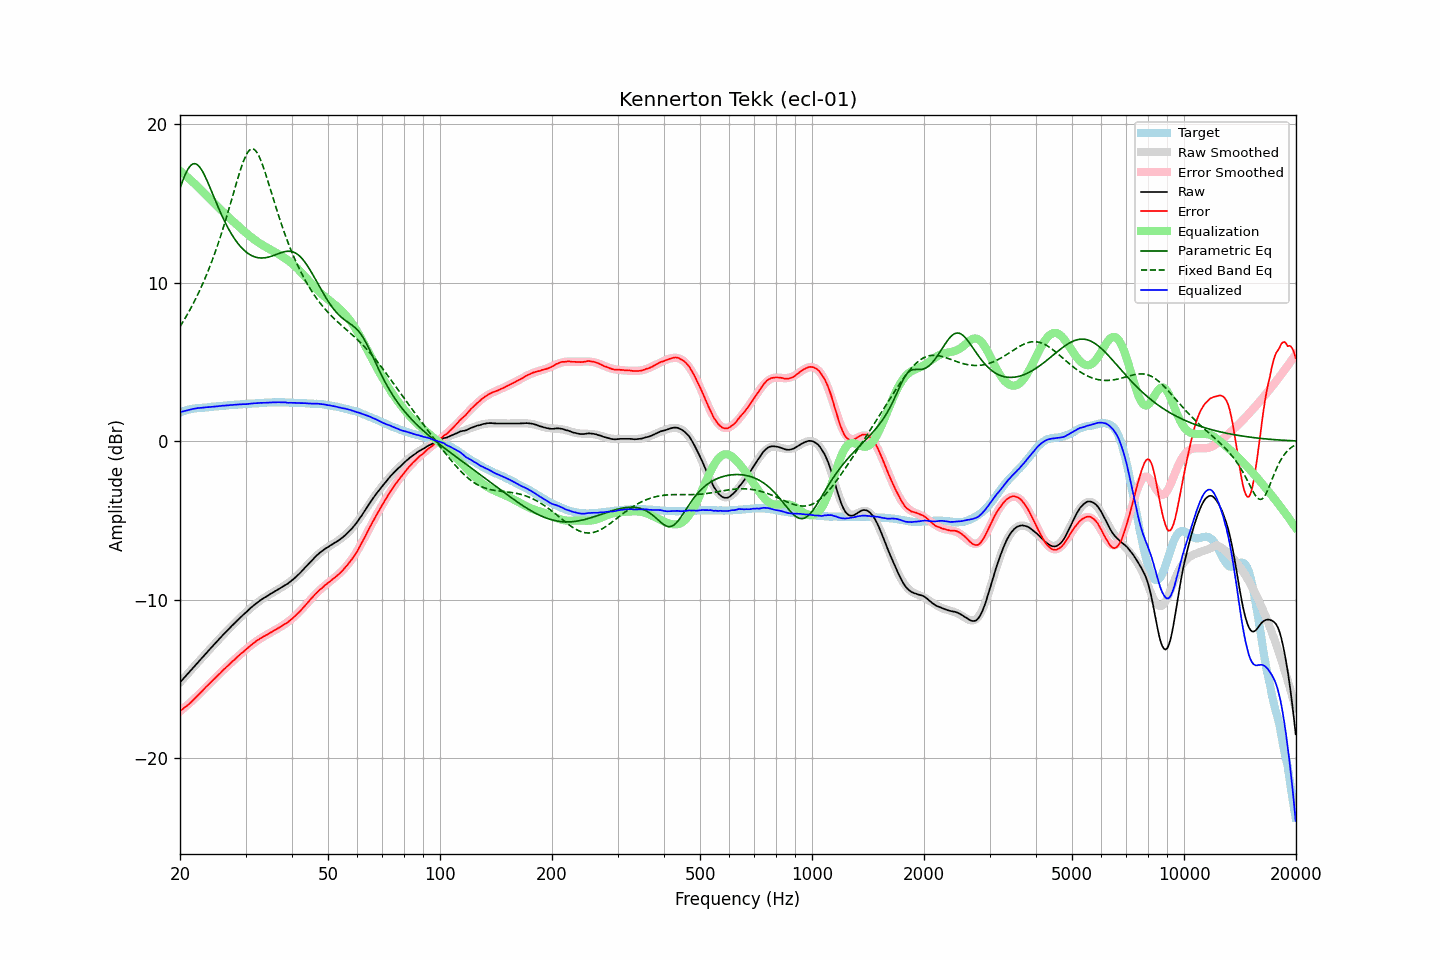 Kennerton Tekk (ecl-01)
Amplitude (dBr)
20
10
0
−10
−20
Target
Raw Smoothed
Error Smoothed
Raw
Error
Equalization
Parametric Eq
Fixed Band Eq
Equalized
20 50 100 200 500 1000 2000 5000 10000 20000
Frequency (Hz)